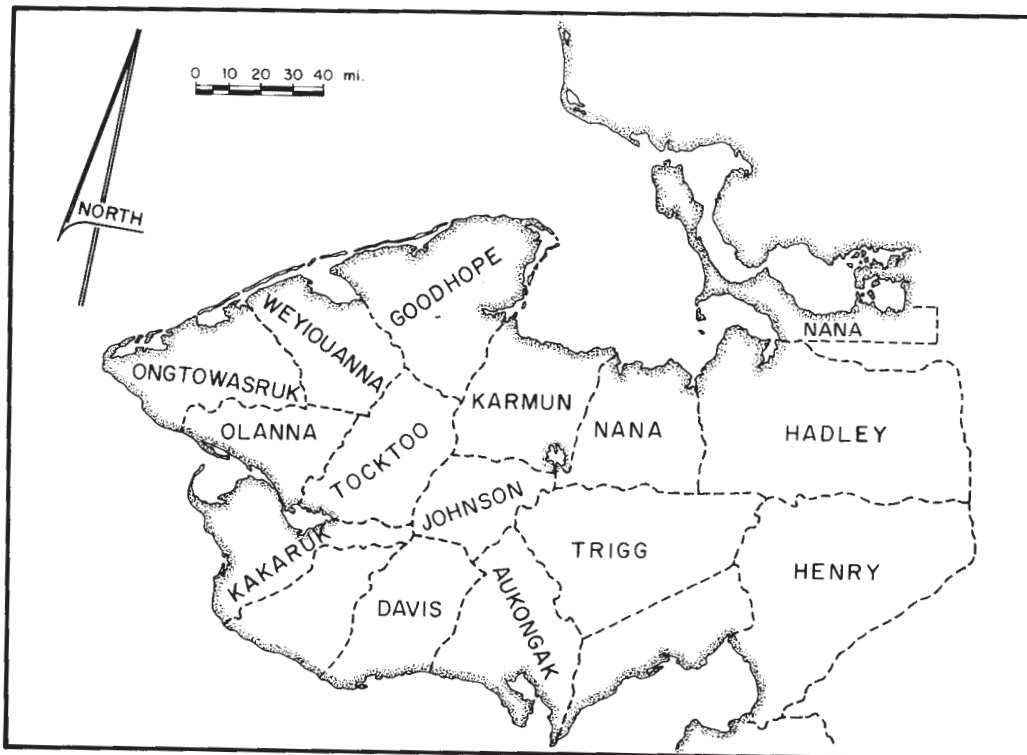 0 10 20 30 40 mi.
NORTH
GOODHOPE
WEYIOUANNA
NANA
ONGTOWASRUK
KARMUN
OLANNA
NANA
HADLEY
TOCKTOO
JOHNSON
TRIGG
KAKARUK
HENRY
AUKONGAK
DAVIS